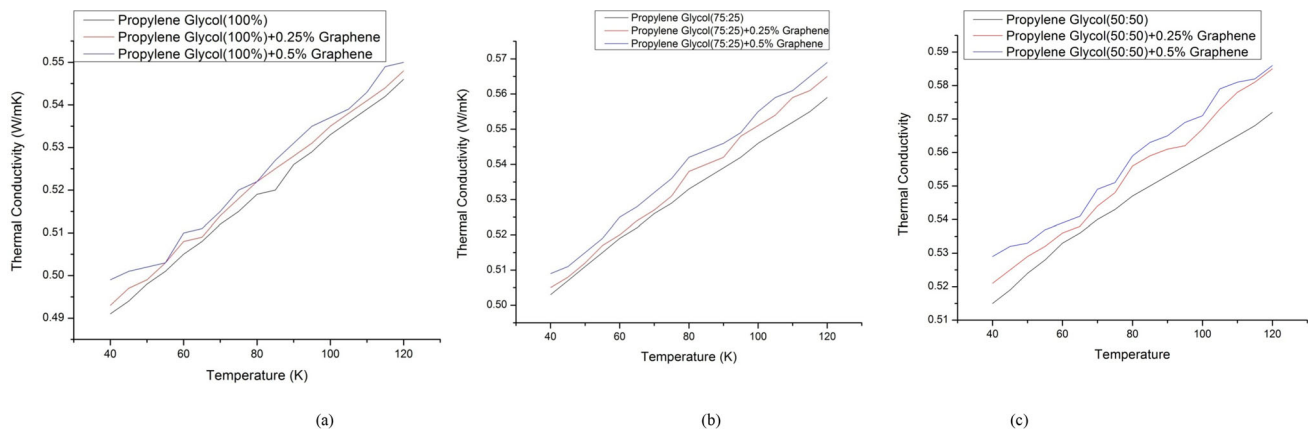 Propylene Glycol(100%)
Propylene Glycol(100%)+0.25% Graphene
Propylene Glycol(100%)+0.5% Graphene
0.55
0.54
0.53
0.52
0.51
0.50
0.49
Thermal Conductivity (W/mK)
40 60 80 100 120
Temperature (K)
(a)
Propylene Glycol(75:25)
Propylene Glycol(75:25)+0.25% Graphene
Propylene Glycol(75:25)+0.5% Graphene
0.57
0.56
0.55
0.54
0.53
0.52
0.51
0.50
Thermal Conductivity (W/mK)
40 60 80 100 120
Temperature (K)
(b)
Propylene Glycol(50:50)
Propylene Glycol(50:50)+0.25% Graphene
Propylene Glycol(50:50)+0.5% Graphene
0.59
0.58
0.57
0.56
0.55
0.54
0.53
0.52
0.51
Thermal Conductivity
40 60 80 100 120
Temperature
(c)